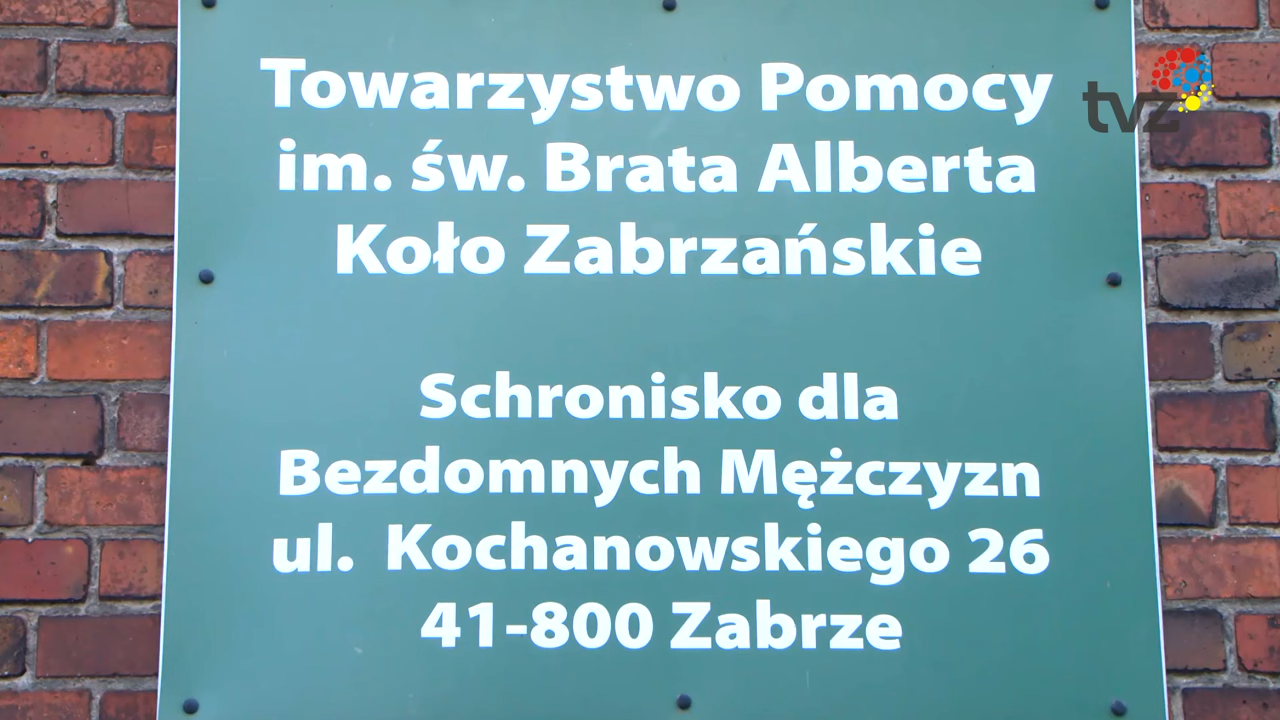 Towarzystwo Pomocy
im. św. Brata Alberta
Koło Zabrzańskie
Schronisko dla
Bezdomnych Mężczyzn
ul. Kochanowskiego 26
41-800 Zabrze
tvz